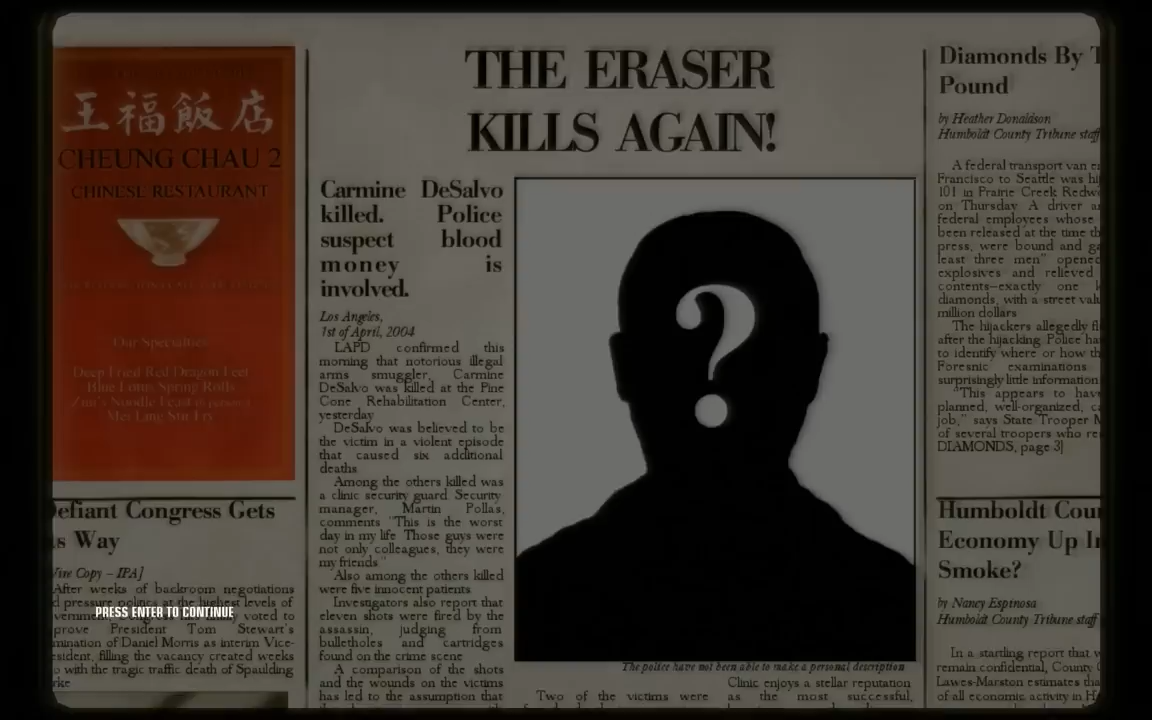 王福飯店
CHEUNG CHAU 2
CHINESE RESTAURANT
Our Specialties
Deep Fried Red Dragon Feet
Blue Lotus Spring Rolls
Zuni's Noodle Feast
Mei Ling Stir Fry
Defiant Congress Gets
Way
Wire Copy – IPA]
After weeks of backroom negotiations
pressure politics at the highest levels of
voted to
President Tom Stewart's
mination of Daniel Morris as interim Vice-
esident, filling the vacancy created weeks
o with the tragic traffic death of Spaulding
rke
PRESS ENTER TO CONTINUE
THE ERASER
KILLS AGAIN!
Carmine DeSalvo
killed. Police
suspect blood
money is
involved.
Los Angeles,
1st of April, 2004
LAPD confirmed this
morning that notorious illegal
arms smuggler, Carmine
DeSalvo was killed at the Pine
Cone Rehabilitation Center,
yesterday
DeSalvo was believed to be
the victim in a violent episode
that caused six additional
deaths
Among the others killed was
a clinic security guard. Security
manager, Martin Pollas,
comments "This is the worst
day in my life. Those guys were
not only colleagues, they were
my friends"
Also among the others killed
were five innocent patients
Investigators also report that
eleven shots were fired by the
assassin, judging from
bulletholes and cartridges
found on the crime scene
A comparison of the shots
and the wounds on the victims
has led to the assumption that
?
The police have not been able to make a personal description
Two of the victims were
Clinic enjoys a stellar reputation
as the most successful,
Diamonds By T
Pound
by Heather Donaldson
Humboldt County Tribune staff
A federal transport van en
Francisco to Seattle was hi
101 in Prairie Creek Redw
on Thursday. A driver a
federal employees whose
been released at the time th
press, were bound and ga
least three men" opened
explosives and relieved
contents–exactly one k
diamonds, with a street valu
million dollars
The hijackers allegedly fl
after the hijacking. Police ha
to identify where or how th
Foresnic examinations
surprisingly little information
"This appears to have
planned, well-organized, ca
job," says State Trooper M
of several troopers who re
DIAMONDS, page 3]
Humboldt Cou
Economy Up In
Smoke?
by Nancy Espinosa
Humboldt County Tribune staff
In a startling report that w
remain confidential, County C
Lawes-Marston estimates tha
of all economic activity in H